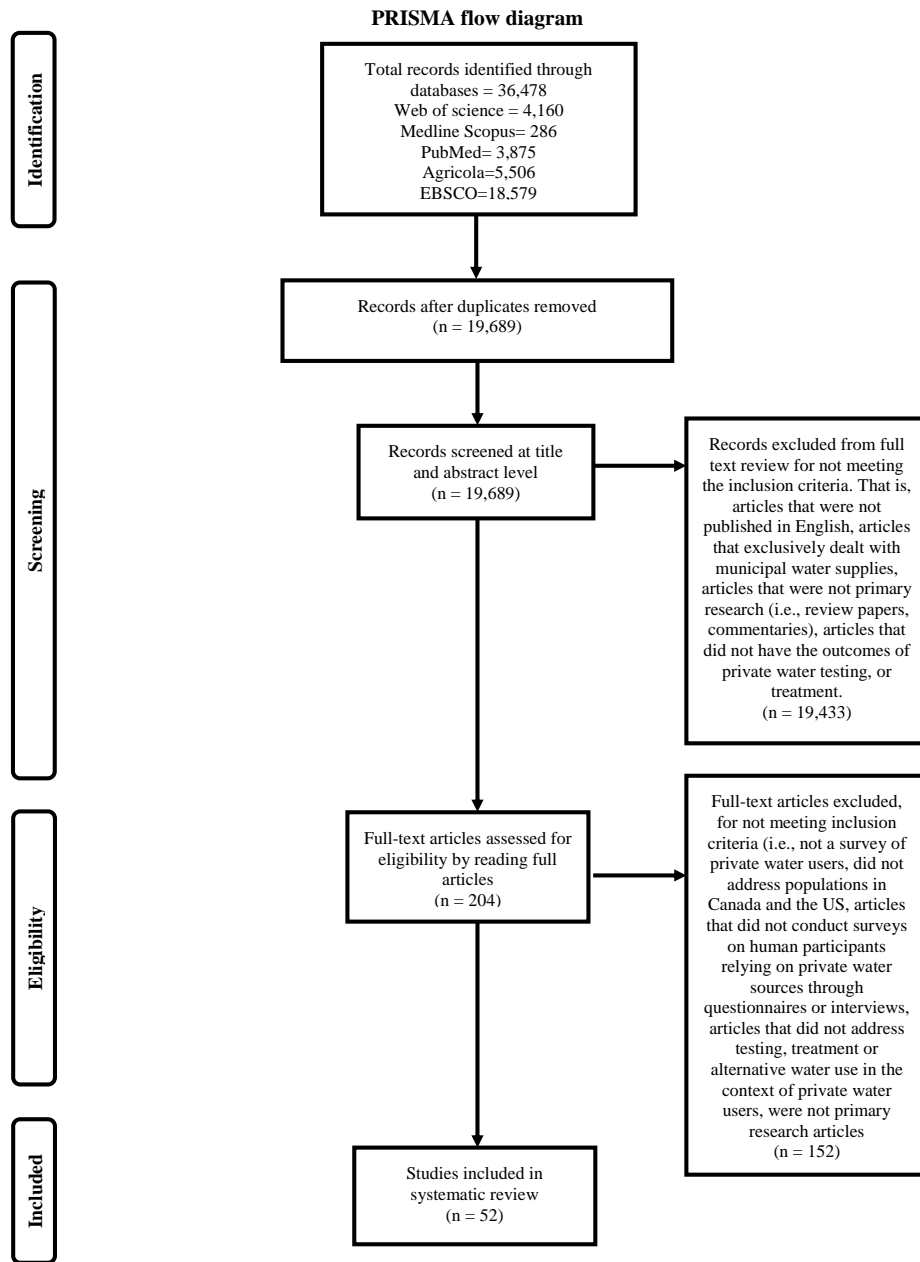 PRISMA flow diagram
Identification
Total records identified through
databases = 36,478
Web of science = 4,160
Medline Scopus= 286
PubMed= 3,875
Agricola=5,506
EBSCO=18,579
Screening
Records after duplicates removed
(n = 19,689)
Records screened at title
and abstract level
(n = 19,689)
Records excluded from full
text review for not meeting
the inclusion criteria. That is,
articles that were not
published in English, articles
that exclusively dealt with
municipal water supplies,
articles that were not primary
research (i.e., review papers,
commentaries), articles that
did not have the outcomes of
private water testing, or
treatment.
(n = 19,433)
Eligibility
Full-text articles assessed for
eligibility by reading full
articles
(n = 204)
Full-text articles excluded,
for not meeting inclusion
criteria (i.e., not a survey of
private water users, did not
address populations in
Canada and the US, articles
that did not conduct surveys
on human participants
relying on private water
sources through
questionnaires or interviews,
articles that did not address
testing, treatment or
alternative water use in the
context of private water
users, were not primary
research articles
(n = 152)
Included
Studies included in
systematic review
(n = 52)